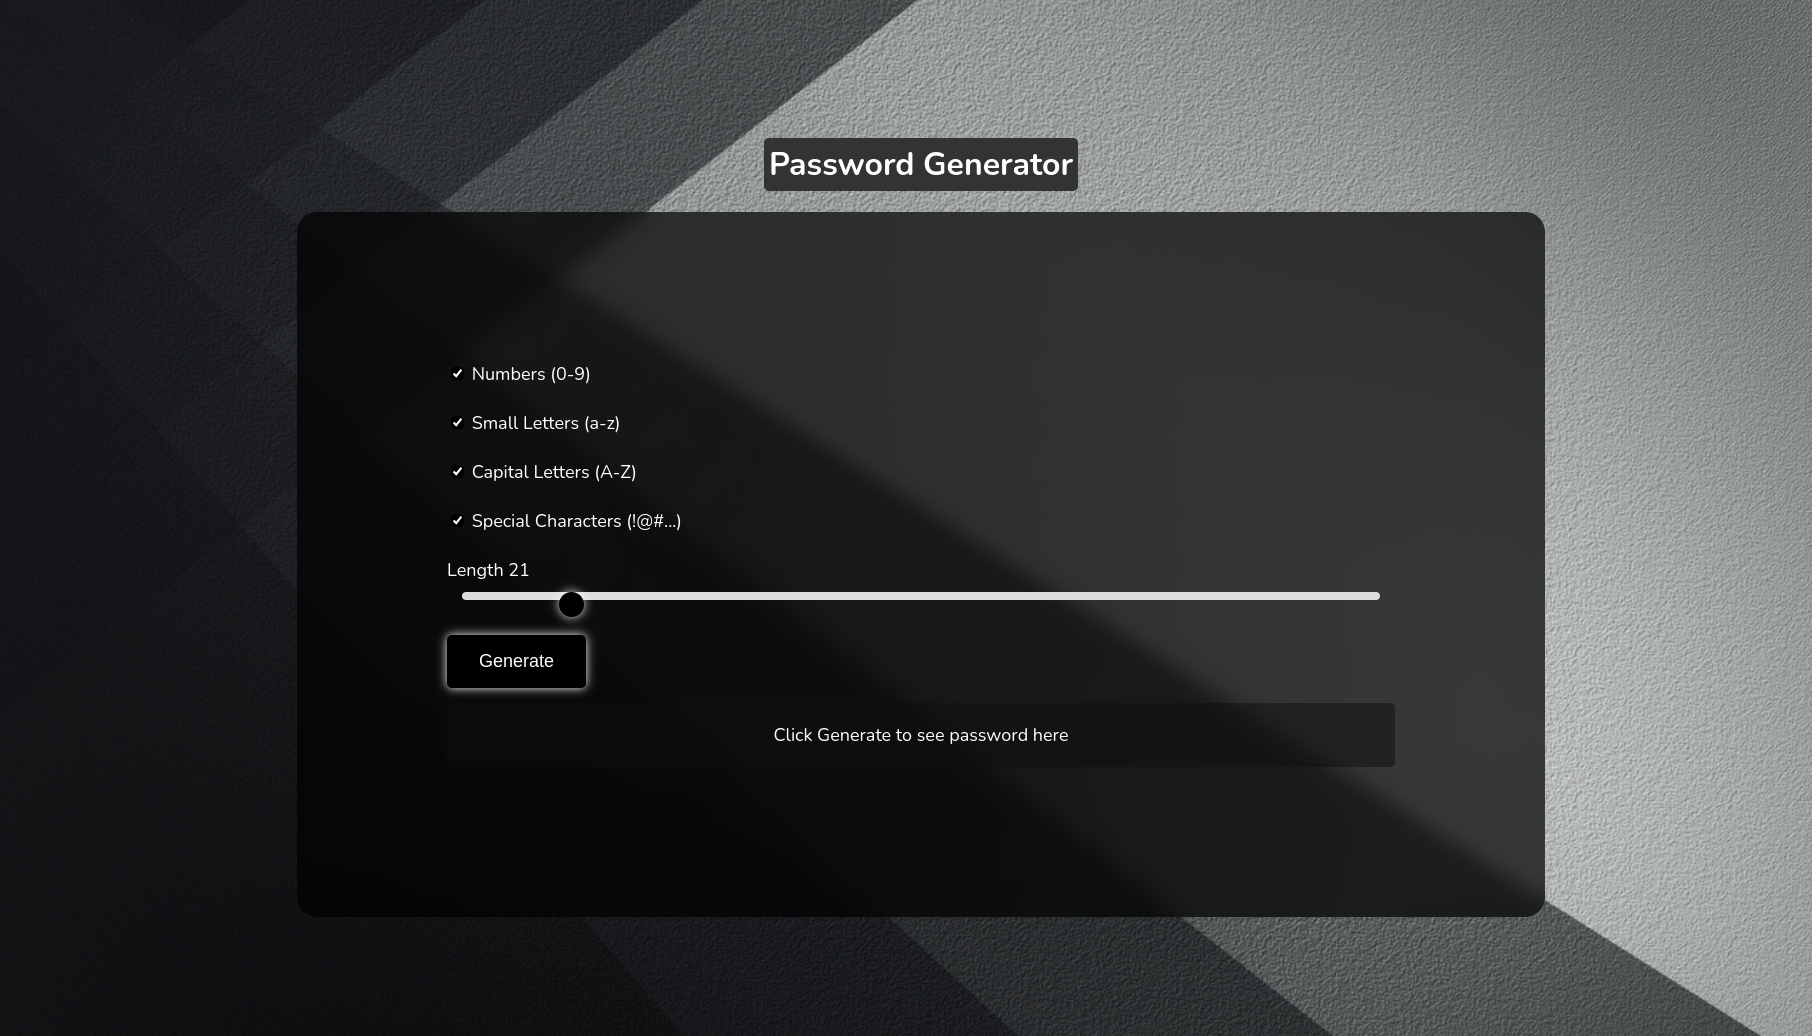 Password Generator
Numbers (0-9)
Small Letters (a-z)
Capital Letters (A-Z)
Special Characters (!@#...)
Length 21
Generate
Click Generate to see password here